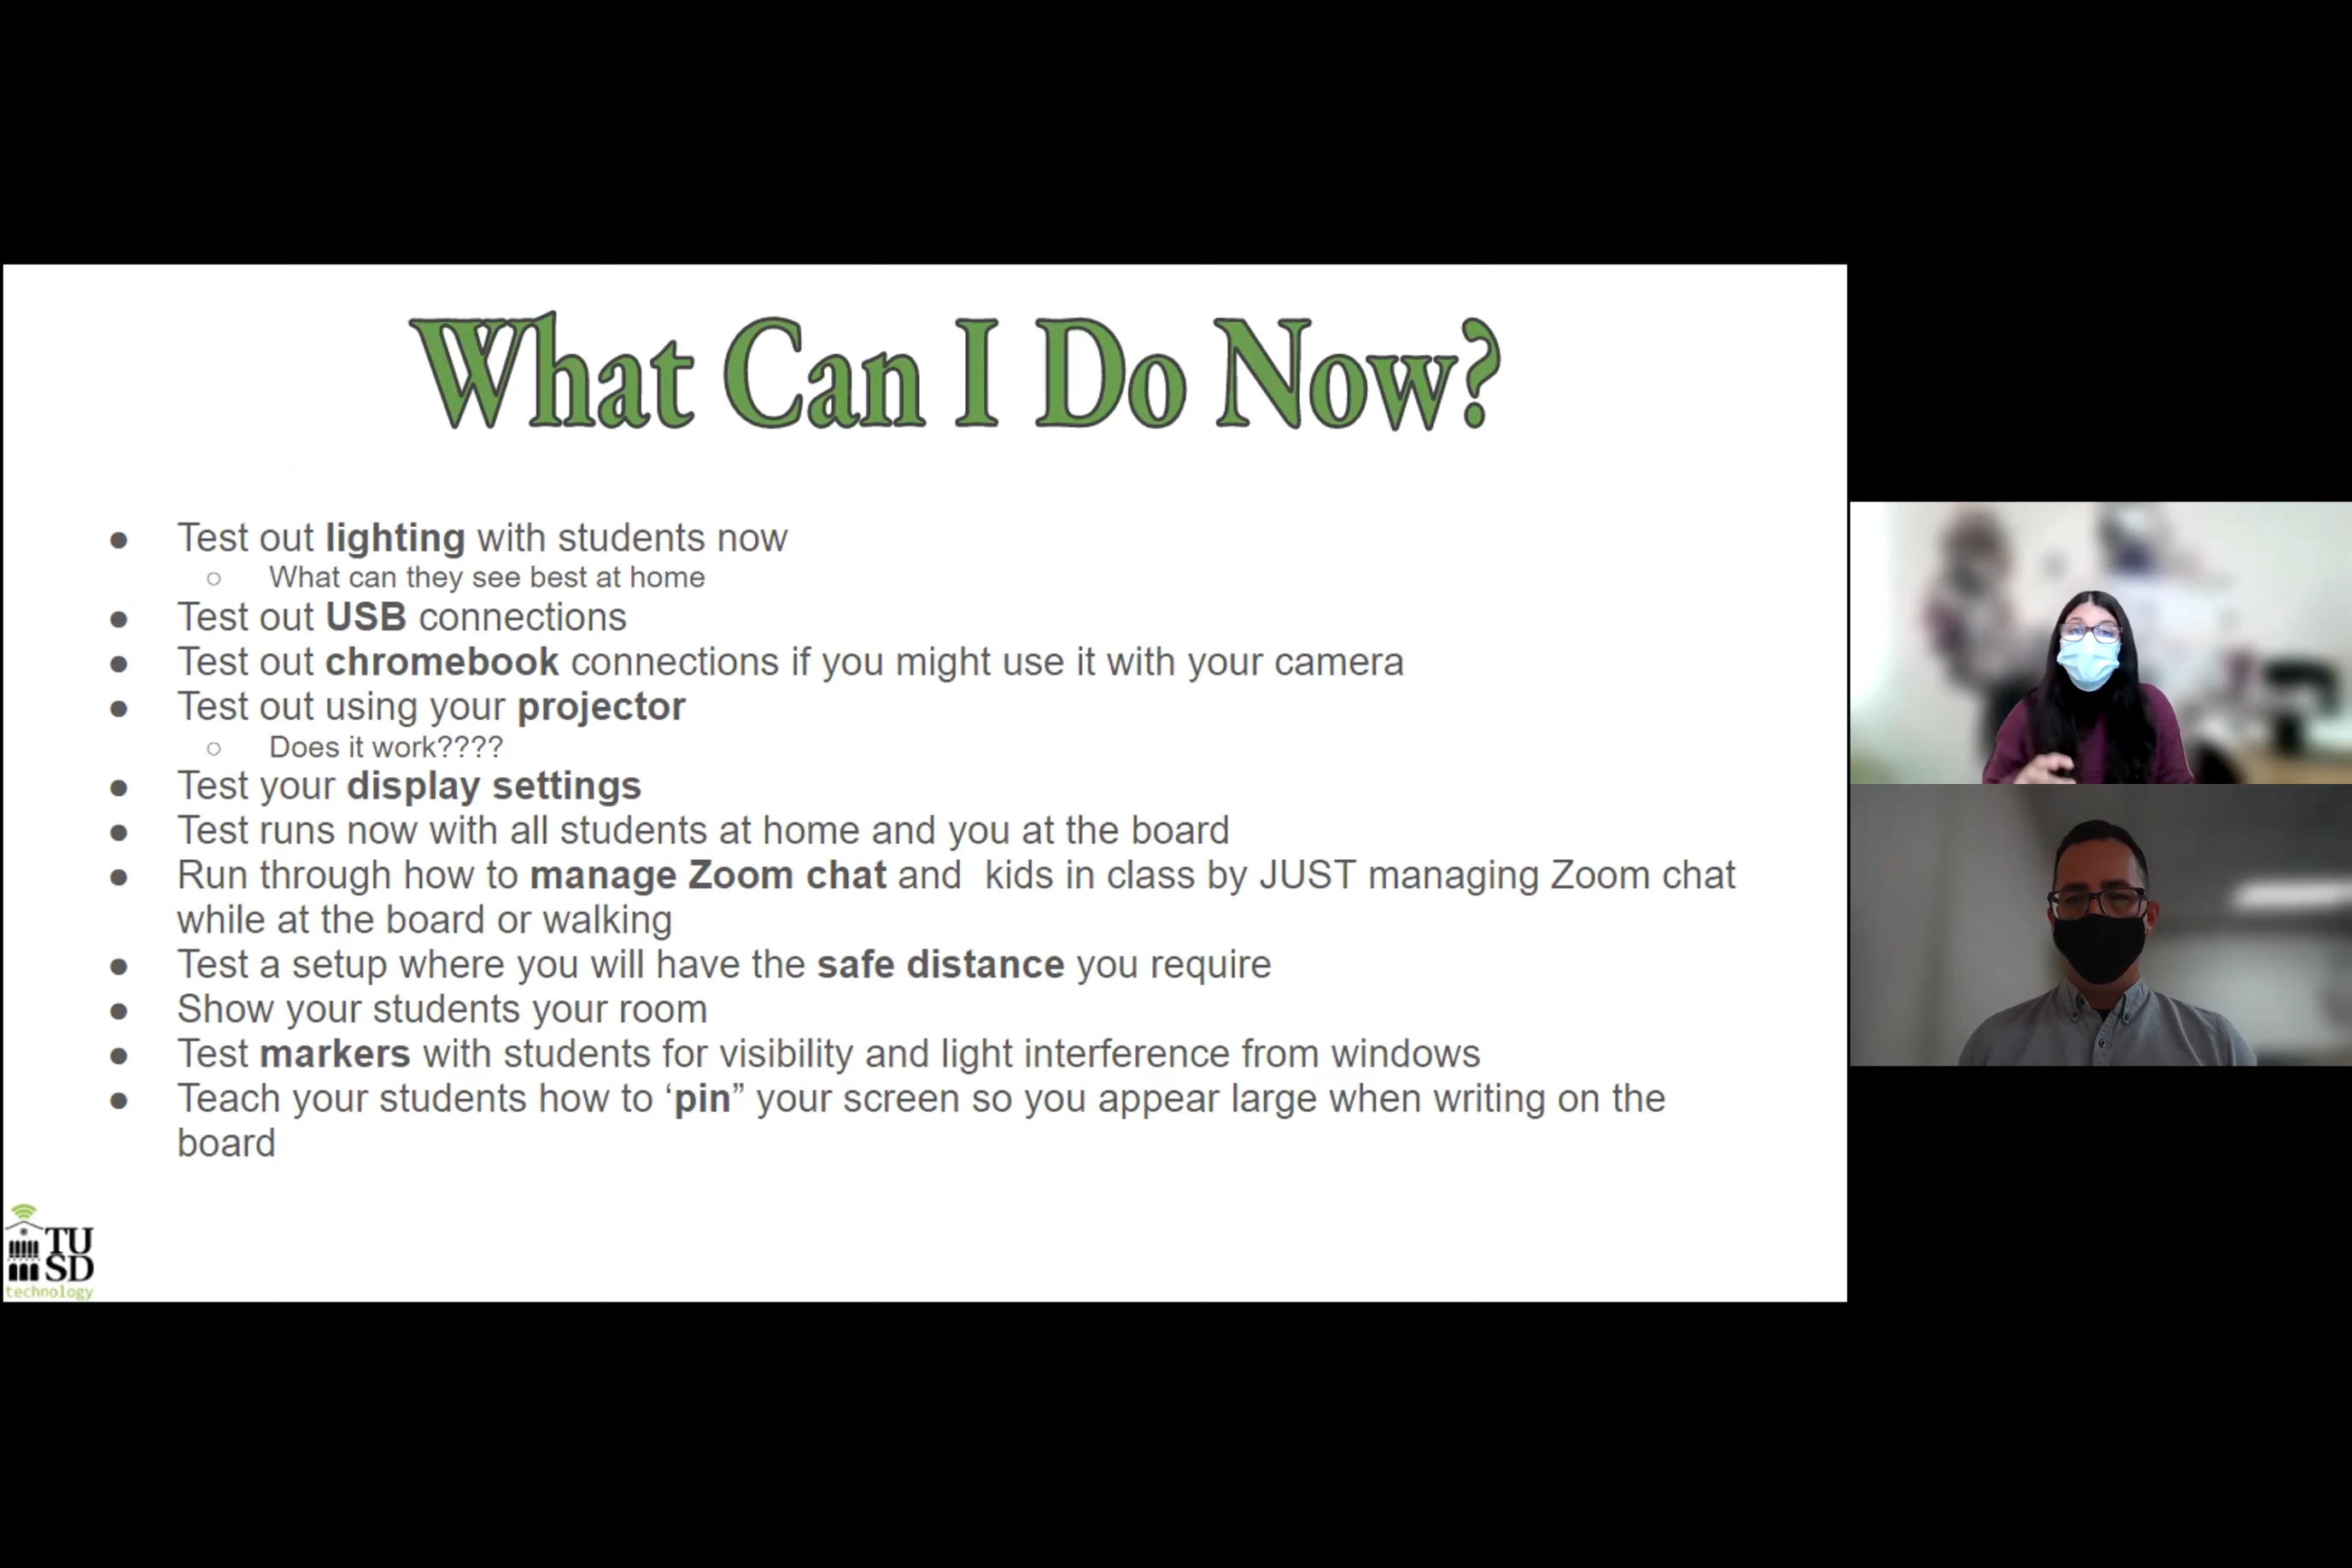 What Can I Do Now?
● Test out lighting with students now
○ What can they see best at home
● Test out USB connections
● Test out chromebook connections if you might use it with your camera
● Test out using your projector
○ Does it work????
● Test your display settings
● Test runs now with all students at home and you at the board
● Run through how to manage Zoom chat and  kids in class by JUST managing Zoom chat
while at the board or walking
● Test a setup where you will have the safe distance you require
● Show your students your room
● Test markers with students for visibility and light interference from windows
● Teach your students how to ‘pin” your screen so you appear large when writing on the
board
TU
SD
technology